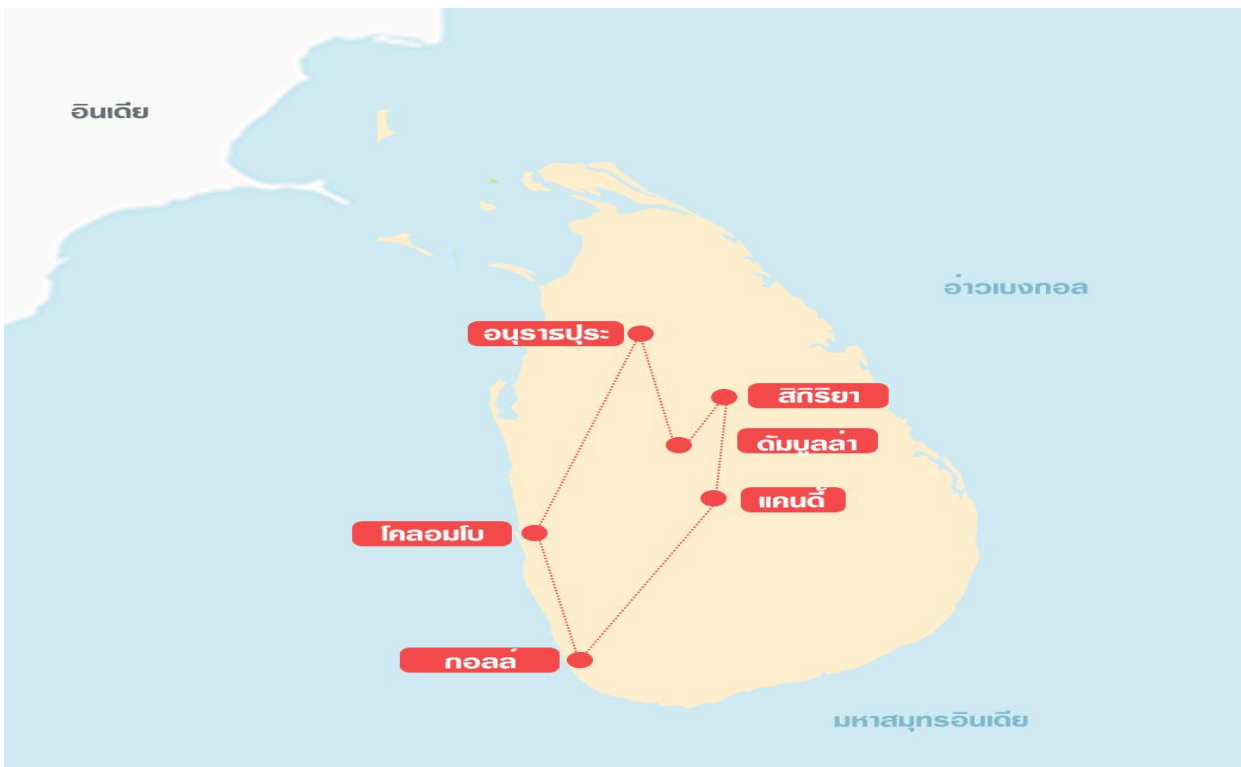 อินเดีย
อ่าวเบงกอล
อนุราธปุระ
สิกิริยา
ดัมบูลล่า
แคนดี้
โคลอมโบ
กอลล์
มหาสมุทรอินเดีย